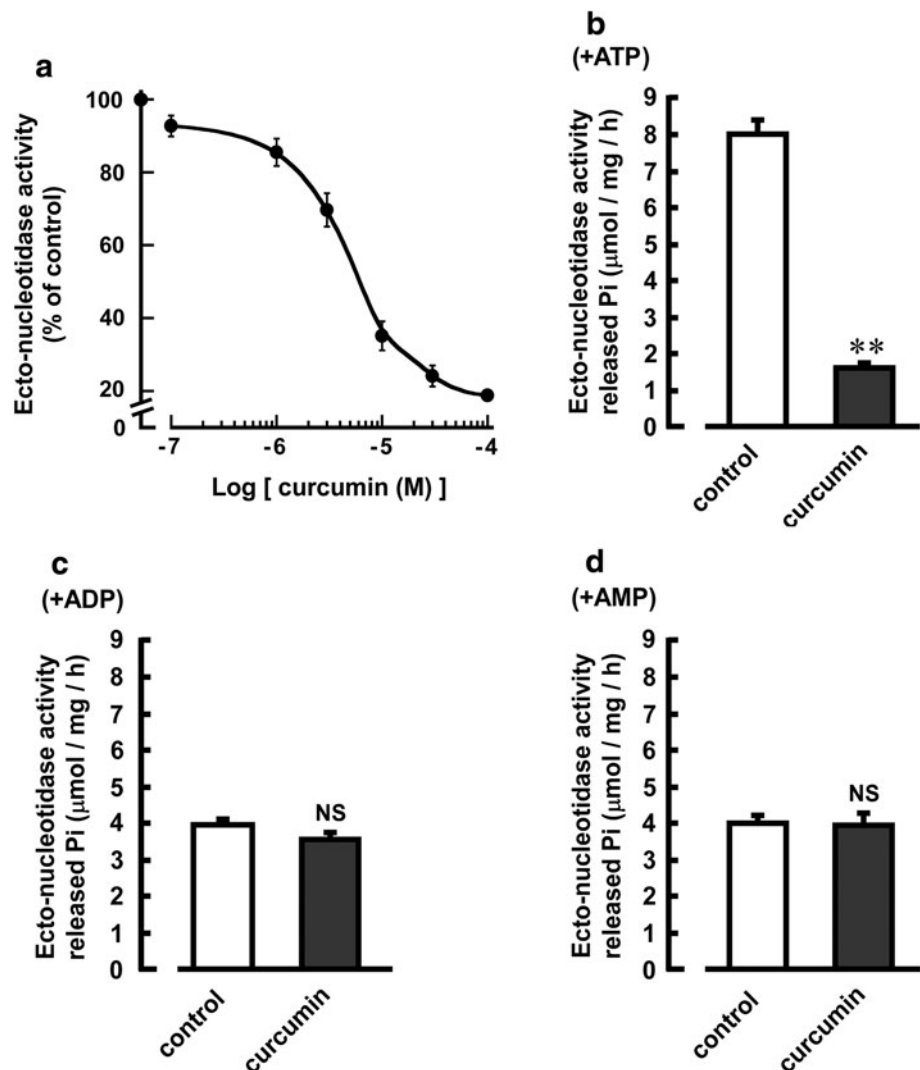 a
Ecto-nucleotidase activity
(% of control)
100
80
60
40
20
0
-7
-6
-5
-4
Log [ curcumin (M) ]
b
(+ATP)
Ecto-nucleotidase activity
released Pi (μmol / mg / h)
9
8
7
6
5
4
3
2
1
0
**
control
curcumin
c
(+ADP)
Ecto-nucleotidase activity
released Pi (μmol / mg / h)
9
8
7
6
5
4
3
2
1
0
NS
control
curcumin
d
(+AMP)
Ecto-nucleotidase activity
released Pi (μmol / mg / h)
9
8
7
6
5
4
3
2
1
0
NS
control
curcumin